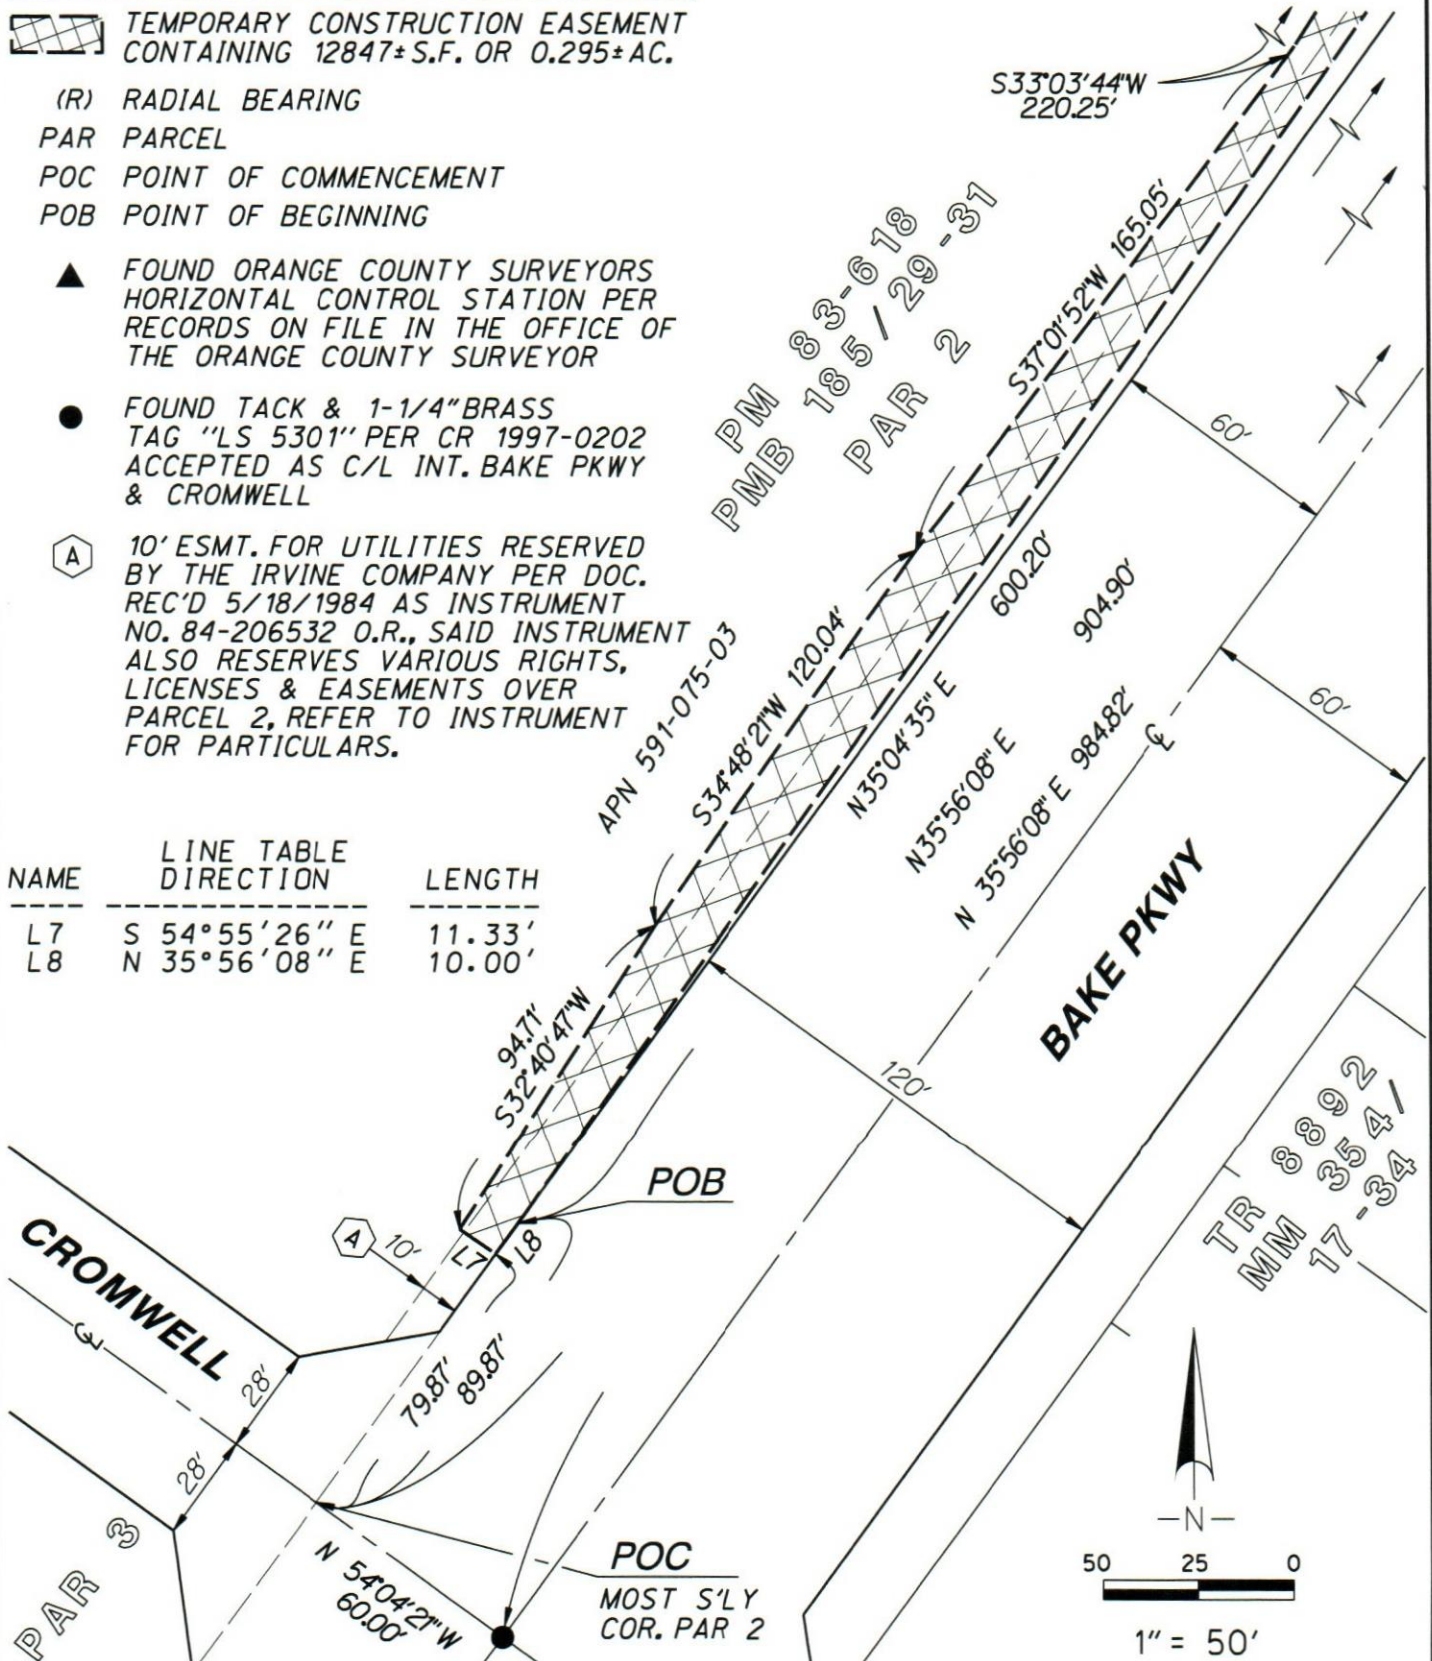 TEMPORARY CONSTRUCTION EASEMENT
CONTAINING 12847± S.F. OR 0.295± AC.
(R) RADIAL BEARING
PAR PARCEL
POC POINT OF COMMENCEMENT
POB POINT OF BEGINNING
FOUND ORANGE COUNTY SURVEYORS
HORIZONTAL CONTROL STATION PER
RECORDS ON FILE IN THE OFFICE OF
THE ORANGE COUNTY SURVEYOR
FOUND TACK & 1-1/4" BRASS
TAG "LS 5301" PER CR 1997-0202
ACCEPTED AS C/L INT. BAKE PKWY
& CROMWELL
A
10' ESMT. FOR UTILITIES RESERVED
BY THE IRVINE COMPANY PER DOC.
REC'D 5/18/1984 AS INSTRUMENT
NO. 84-206532 O.R., SAID INSTRUMENT
ALSO RESERVES VARIOUS RIGHTS,
LICENSES & EASEMENTS OVER
PARCEL 2, REFER TO INSTRUMENT
FOR PARTICULARS.
LINE TABLE
NAME DIRECTION LENGTH
L7 S 54°55'26" E 11.33'
L8 N 35°56'08" E 10.00'
S33°03'44"W
220.25'
PM 83-618
PMB 185/29-31
PAR 2
S37°01'52"W 165.05'
60'
600.20'
904.90'
APN 591-075-03
S34°48'21"W 120.04'
N35°04'35" E
N35°56'08" E
N 35°56'08" E 984.82'
℄
60'
BAKE PKWY
94.71'
S32°40'47"W
120'
TR 8892
MM 354/
17-34
POB
A
10'
L7
L8
CROMWELL
℄
28'
28'
79.87'
89.87'
PAR 3
N 54°04'21"W
60.00'
POC
MOST S'LY
COR. PAR 2
N
50 25 0
1" = 50'